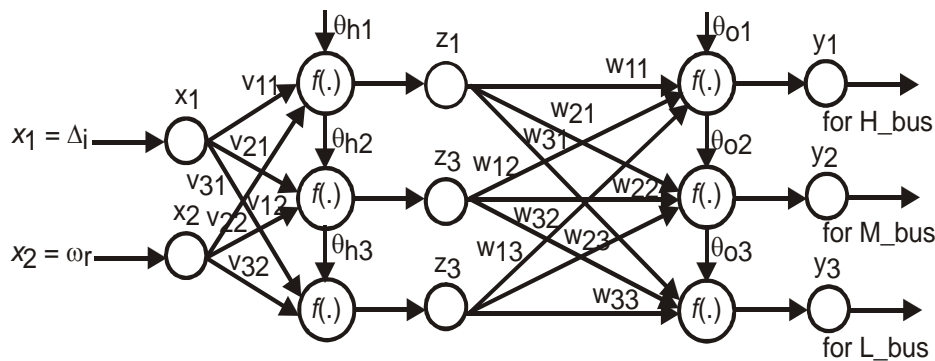 θh1
θo1
z1
y1
x1
v11
f(.)
w11
f(.)
w21
for H_bus
x1 = Δi
v21
θh2
w31
θo2
v31
z3
w12
y2
x2
v12
f(.)
w22
f(.)
v22
w32
for M_bus
x2 = ωr
θh3
w13
w23
θo3
v32
z3
y3
f(.)
w33
f(.)
for L_bus